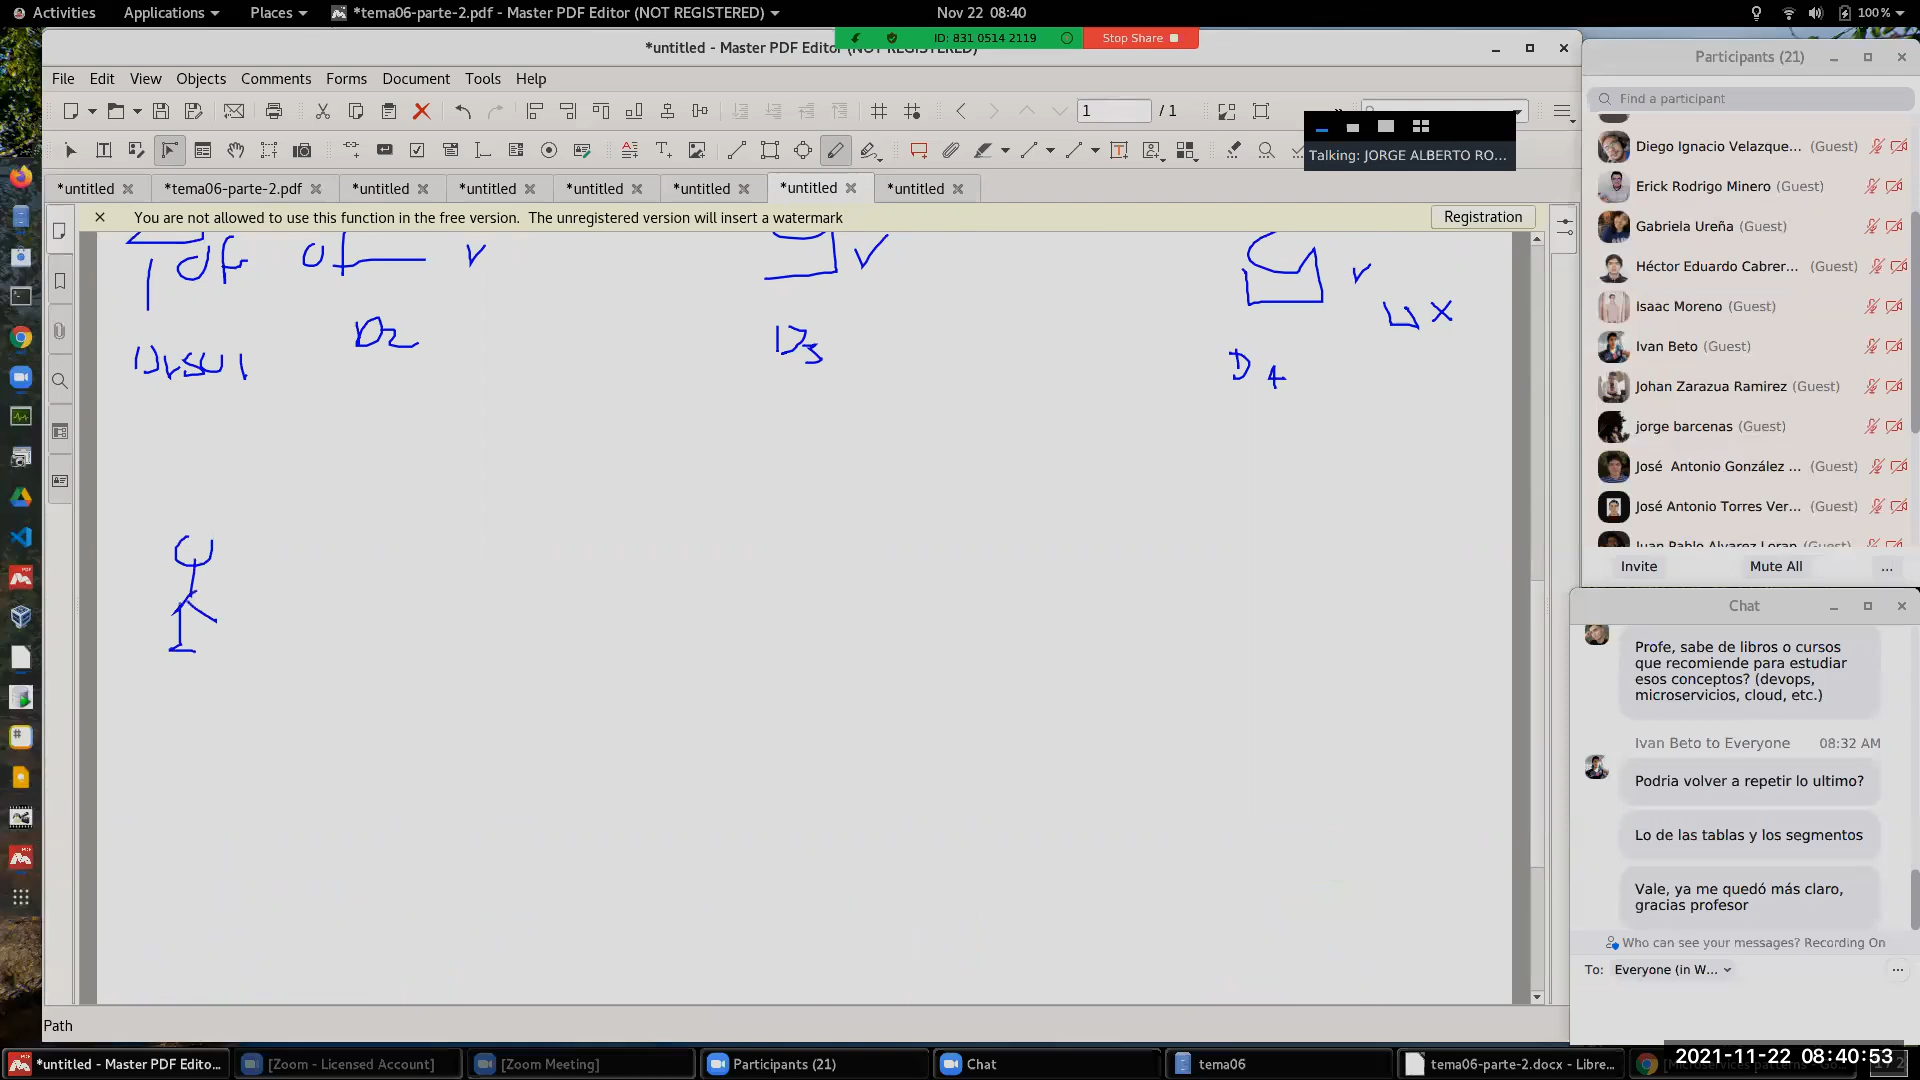 Activities Applications Places *tema06-parte-2.pdf - Master PDF Editor (NOT REGISTERED) Nov 22 08:40 100%
*untitled - Master PDF Editor (NOT REGISTERED)
ID: 831 0514 2119 Stop Share
File Edit View Objects Comments Forms Document Tools Help
1 / 1
Talking: JORGE ALBERTO RO...
*untitled *tema06-parte-2.pdf *untitled *untitled *untitled *untitled *untitled *untitled
You are not allowed to use this function in the free version. The unregistered version will insert a watermark Registration
D2
D3
D4
Path
Participants (21)
Find a participant
Diego Ignacio Velazque... (Guest)
Erick Rodrigo Minero (Guest)
Gabriela Ureña (Guest)
Héctor Eduardo Cabrer... (Guest)
Isaac Moreno (Guest)
Ivan Beto (Guest)
Johan Zarazua Ramirez (Guest)
jorge barcenas (Guest)
José Antonio González ... (Guest)
José Antonio Torres Ver... (Guest)
Invite Mute All ...
Chat
Profe, sabe de libros o cursos
que recomiende para estudiar
esos conceptos? (devops,
microservicios, cloud, etc.)
Ivan Beto to Everyone 08:32 AM
Podria volver a repetir lo ultimo?
Lo de las tablas y los segmentos
Vale, ya me quedó más claro,
gracias profesor
Who can see your messages? Recording On
To: Everyone (in W...
*untitled - Master PDF Edito... [Zoom - Licensed Account] [Zoom Meeting] Participants (21) Chat tema06 tema06-parte-2.docx - Libre...
2021-11-22 08:40:53